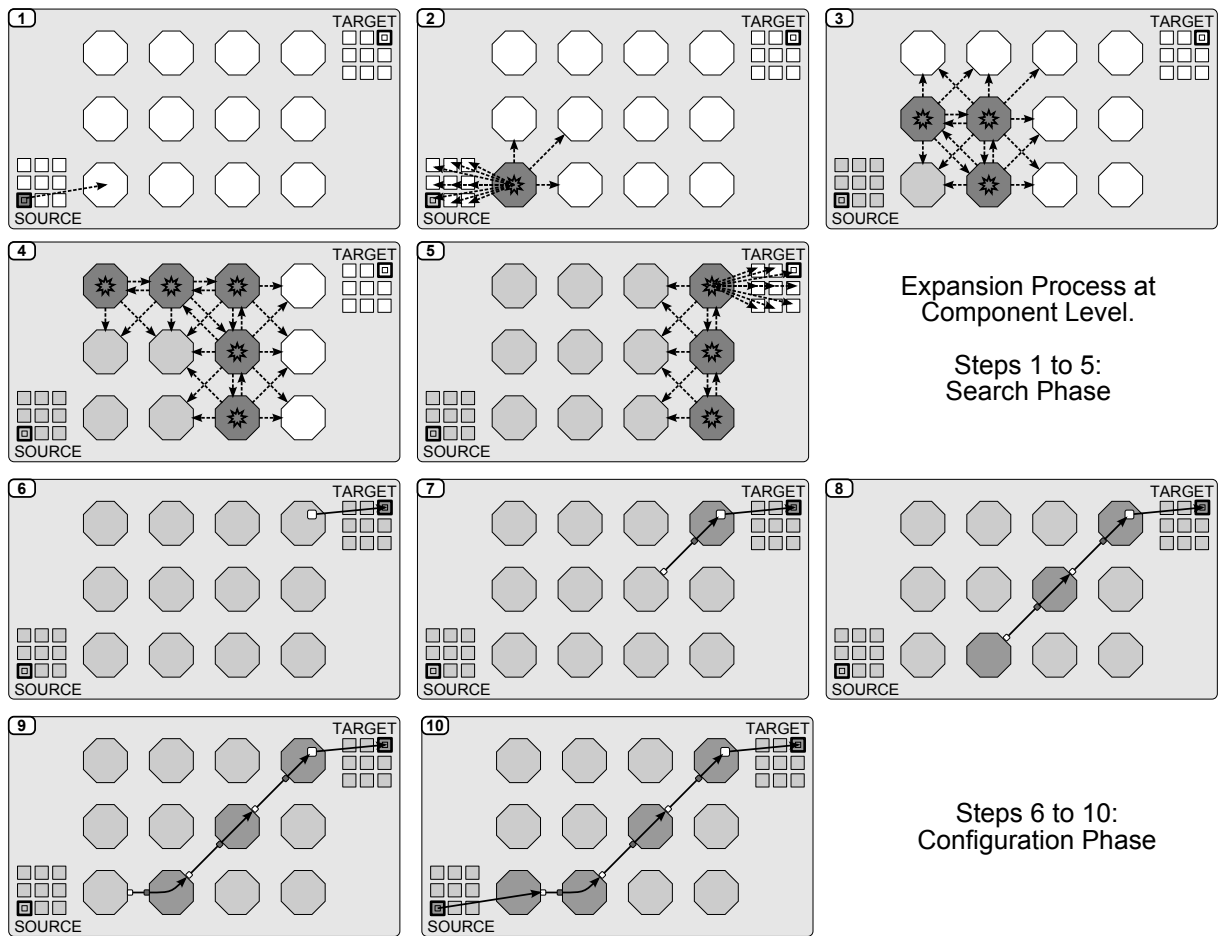 1
TARGET
SOURCE
2
TARGET
SOURCE
3
TARGET
SOURCE
4
TARGET
SOURCE
5
TARGET
SOURCE
Expansion Process at
Component Level.
Steps 1 to 5:
Search Phase
6
TARGET
SOURCE
7
TARGET
SOURCE
8
TARGET
SOURCE
9
TARGET
SOURCE
10
TARGET
SOURCE
Steps 6 to 10:
Configuration Phase